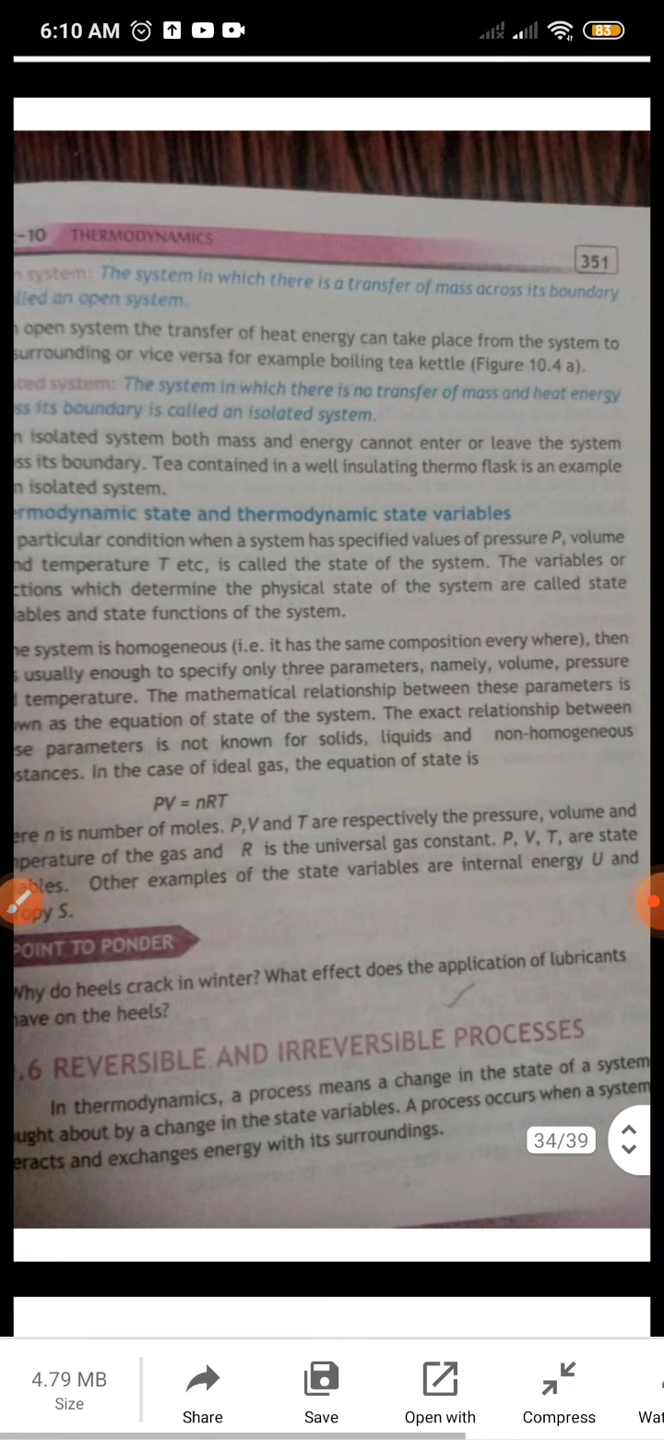 6:10 AM
83
-10 THERMODYNAMICS
351
system: The system in which there is a transfer of mass across its boundary
lled an open system.
open system the transfer of heat energy can take place from the system to
surrounding or vice versa for example boiling tea kettle (Figure 10.4 a).
ted system: The system in which there is no transfer of mass and heat energy
ss its boundary is called an isolated system.
n isolated system both mass and energy cannot enter or leave the system
ss its boundary. Tea contained in a well insulating thermo flask is an example
n isolated system.
rmodynamic state and thermodynamic state variables
particular condition when a system has specified values of pressure P, volume
nd temperature T etc, is called the state of the system. The variables or
ctions which determine the physical state of the system are called state
ables and state functions of the system.
he system is homogeneous (i.e. it has the same composition every where), then
s usually enough to specify only three parameters, namely, volume, pressure
temperature. The mathematical relationship between these parameters is
wn as the equation of state of the system. The exact relationship between
se parameters is not known for solids, liquids and non-homogeneous
stances. In the case of ideal gas, the equation of state is
PV = nRT
ere n is number of moles. P,V and T are respectively the pressure, volume and
perature of the gas and R is the universal gas constant. P, V, T, are state
bles. Other examples of the state variables are internal energy U and
opy S.
POINT TO PONDER
Why do heels crack in winter? What effect does the application of lubricants
have on the heels?
.6 REVERSIBLE AND IRREVERSIBLE PROCESSES
In thermodynamics, a process means a change in the state of a system
ught about by a change in the state variables. A process occurs when a system
eracts and exchanges energy with its surroundings.
34/39
4.79 MB
Size
Share
Save
Open with
Compress
Wat